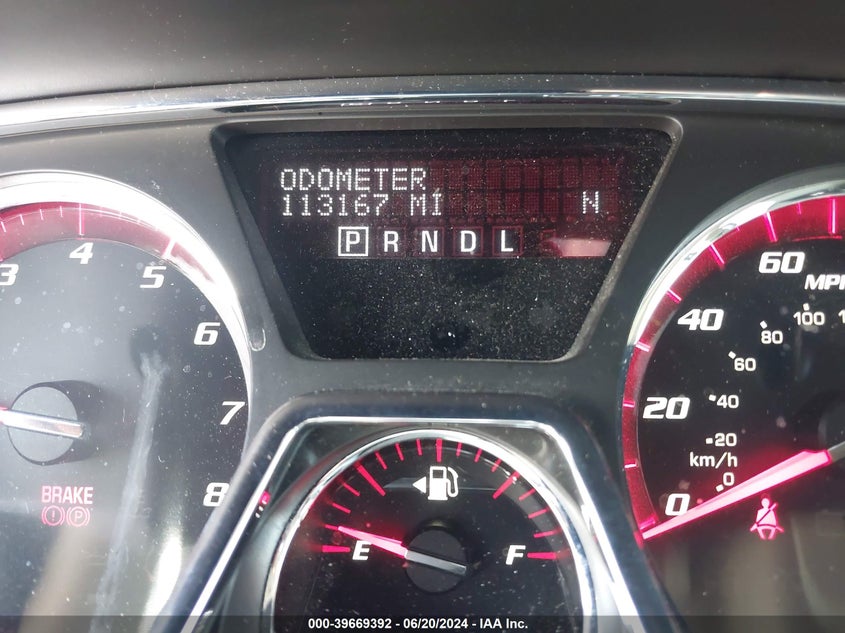 ODOMETER
113167 MI N
P R N D L
3 4 5 6 7 8
BRAKE
P
E F
60 MPH
40
20
0
100
80
60
40
20
km/h
0
000-39669392 - 06/20/2024 - IAA Inc.